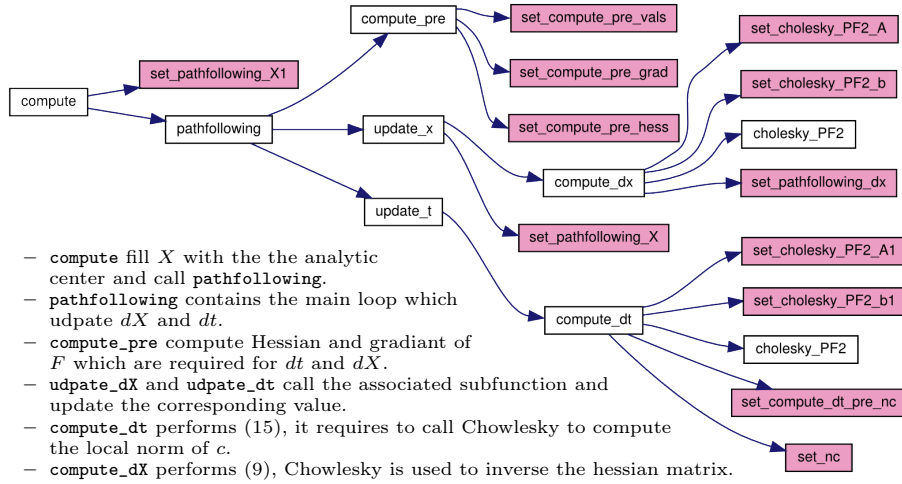 compute_pre
set_compute_pre_vals
set_cholesky_PF2_A
set_pathfollowing_X1
set_compute_pre_grad
set_cholesky_PF2_b
compute
pathfollowing
update_x
set_compute_pre_hess
cholesky_PF2
compute_dx
set_pathfollowing_dx
update_t
set_pathfollowing_X
set_cholesky_PF2_A1
set_cholesky_PF2_b1
compute_dt
cholesky_PF2
set_compute_dt_pre_nc
set_nc
– compute fill X with the the analytic
center and call pathfollowing.
– pathfollowing contains the main loop which
udpate dX and dt.
– compute_pre compute Hessian and gradiant of
F which are required for dt and dX.
– udpate_dX and udpate_dt call the associated subfunction and
update the corresponding value.
– compute_dt performs (15), it requires to call Chowlesky to compute
the local norm of c.
– compute_dX performs (9), Chowlesky is used to inverse the hessian matrix.